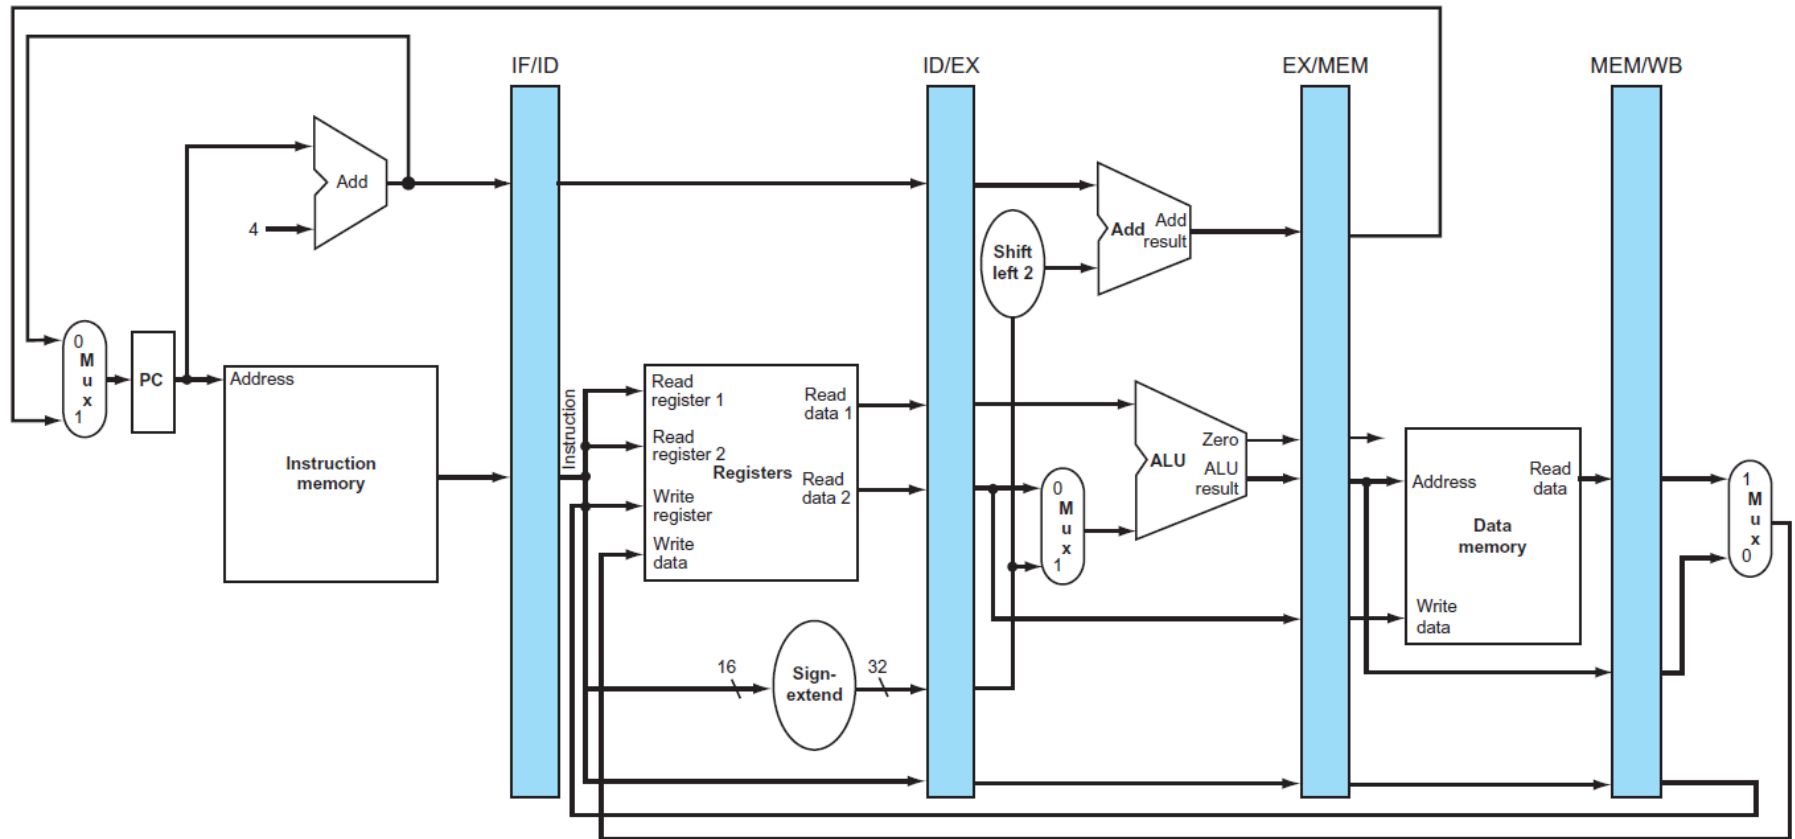 IF/ID
ID/EX
EX/MEM
MEM/WB
Add
4
Add
Add
result
Shift
left 2
0
M
u
x
1
PC
Address
Instruction
memory
Instruction
Read
register 1
Read
register 2
Write
register
Write
data
Registers
Read
data 1
Read
data 2
16
Sign-
extend
32
0
M
u
x
1
Zero
ALU
ALU
result
Address
Read
data
Data
memory
Write
data
1
M
u
x
0